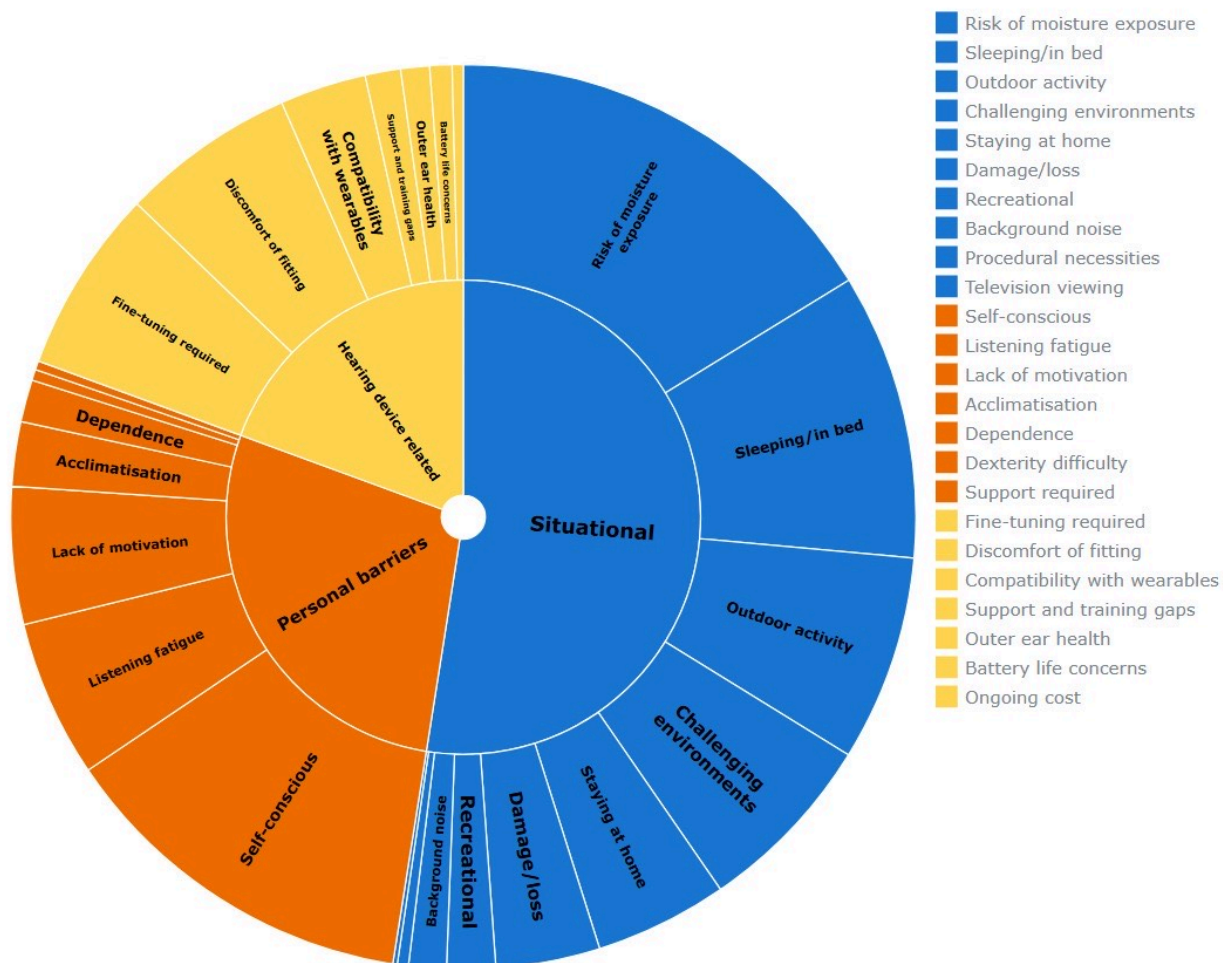 Risk of moisture
exposure
Sleeping/in bed
Outdoor activity
Challenging
environments
Staying at home
Damage/loss
Recreational
Background noise
Self-conscious
Listening fatigue
Lack of motivation
Acclimatisation
Dependence
Fine-tuning required
Discomfort of fitting
Compatibility
with wearables
Support and training gaps
Outer ear health
Battery life concerns
Situational
Personal barriers
Hearing device related
Risk of moisture exposure
Sleeping/in bed
Outdoor activity
Challenging environments
Staying at home
Damage/loss
Recreational
Background noise
Procedural necessities
Television viewing
Self-conscious
Listening fatigue
Lack of motivation
Acclimatisation
Dependence
Dexterity difficulty
Support required
Fine-tuning required
Discomfort of fitting
Compatibility with wearables
Support and training gaps
Outer ear health
Battery life concerns
Ongoing cost